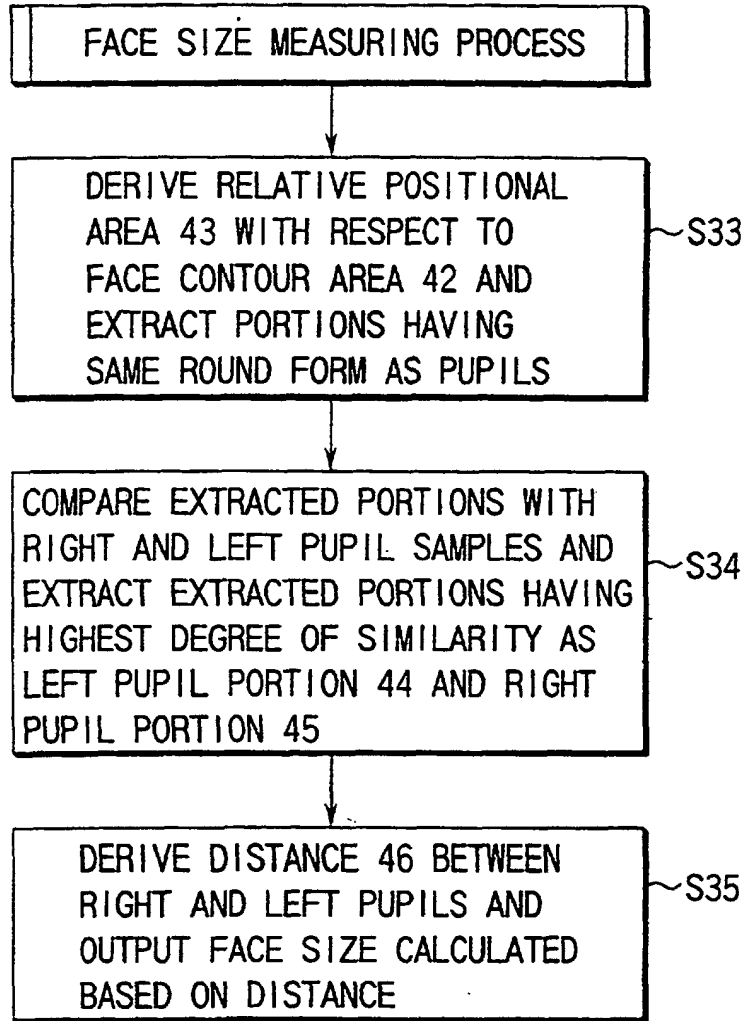 FACE SIZE MEASURING PROCESS
DERIVE RELATIVE POSITIONAL
AREA 43 WITH RESPECT TO
FACE CONTOUR AREA 42 AND
EXTRACT PORTIONS HAVING
SAME ROUND FORM AS PUPILS
S33
COMPARE EXTRACTED PORTIONS WITH
RIGHT AND LEFT PUPIL SAMPLES AND
EXTRACT EXTRACTED PORTIONS HAVING
HIGHEST DEGREE OF SIMILARITY AS
LEFT PUPIL PORTION 44 AND RIGHT
PUPIL PORTION 45
S34
DERIVE DISTANCE 46 BETWEEN
RIGHT AND LEFT PUPILS AND
OUTPUT FACE SIZE CALCULATED
BASED ON DISTANCE
S35